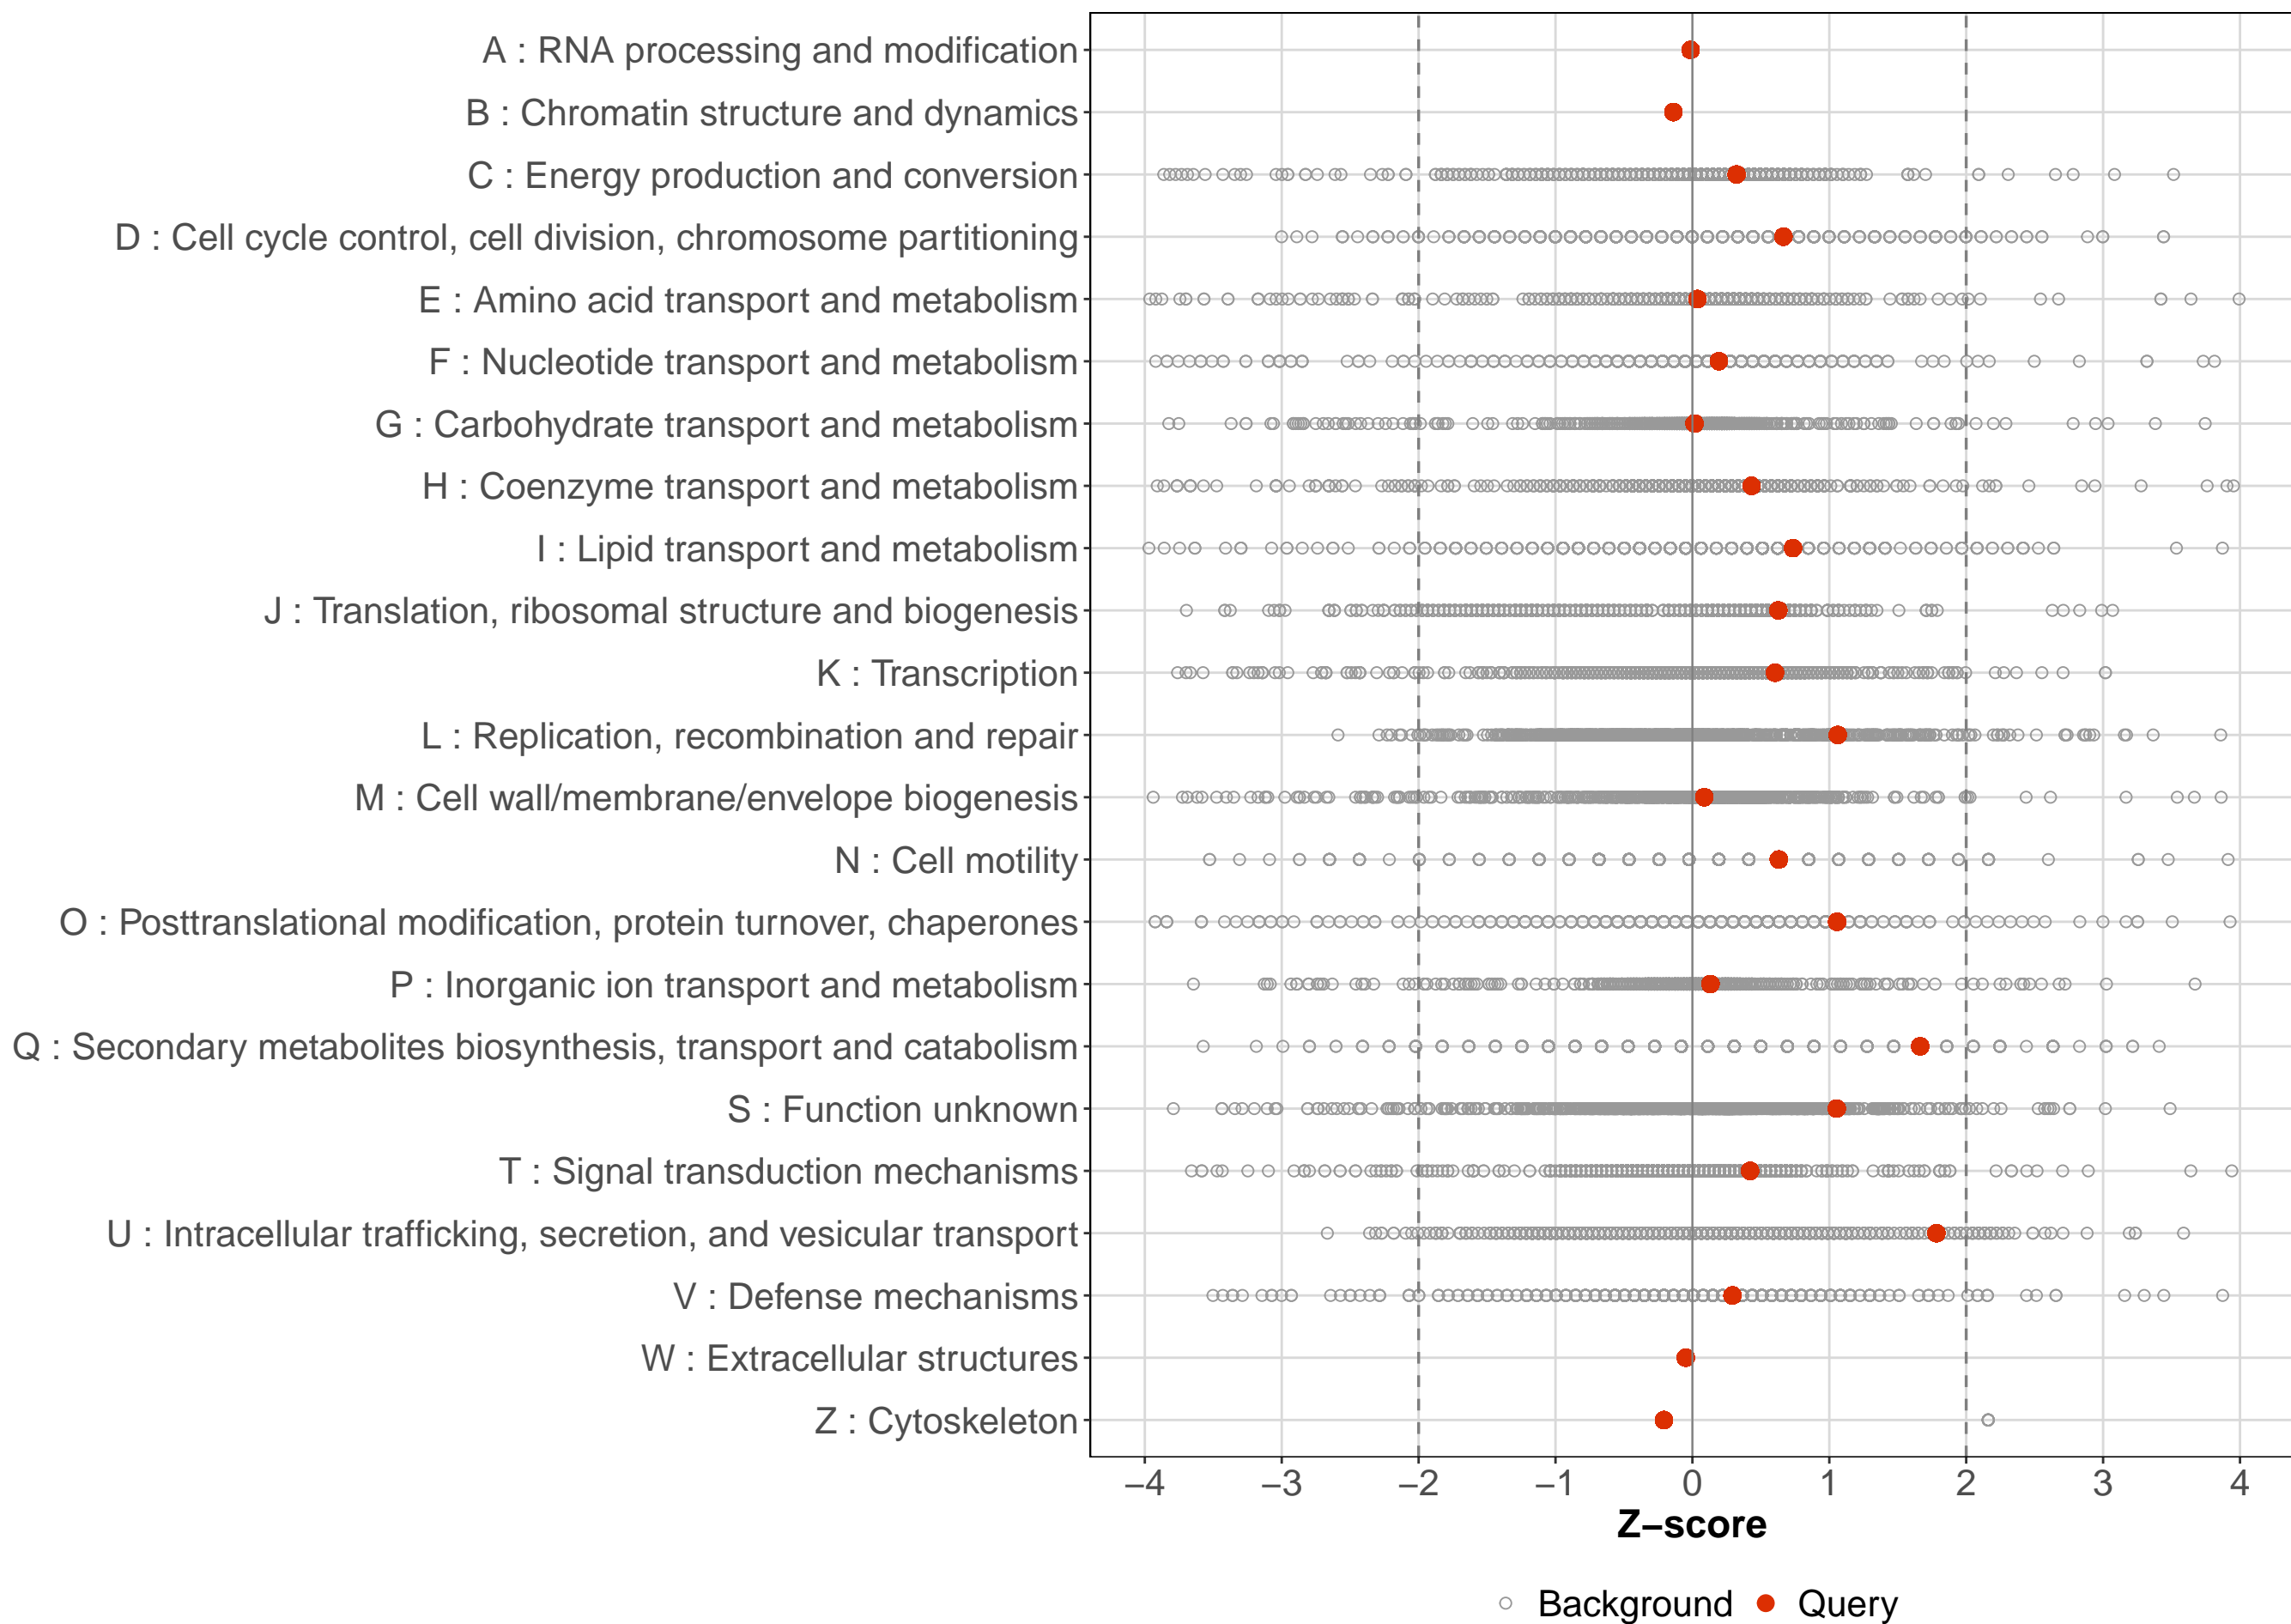 A : RNA processing and modification
B : Chromatin structure and dynamics
C : Energy production and conversion
D : Cell cycle control, cell division, chromosome partitioning
E : Amino acid transport and metabolism
F : Nucleotide transport and metabolism
G : Carbohydrate transport and metabolism
H : Coenzyme transport and metabolism
I : Lipid transport and metabolism
J : Translation, ribosomal structure and biogenesis
K : Transcription
L : Replication, recombination and repair
M : Cell wall/membrane/envelope biogenesis
N : Cell motility
O : Posttranslational modification, protein turnover, chaperones
P : Inorganic ion transport and metabolism
Q : Secondary metabolites biosynthesis, transport and catabolism
S : Function unknown
T : Signal transduction mechanisms
U : Intracellular trafficking, secretion, and vesicular transport
V : Defense mechanisms
W : Extracellular structures
Z : Cytoskeleton
−4 −3 −2 −1 0 1 2 3 4
Z−score
Background Query